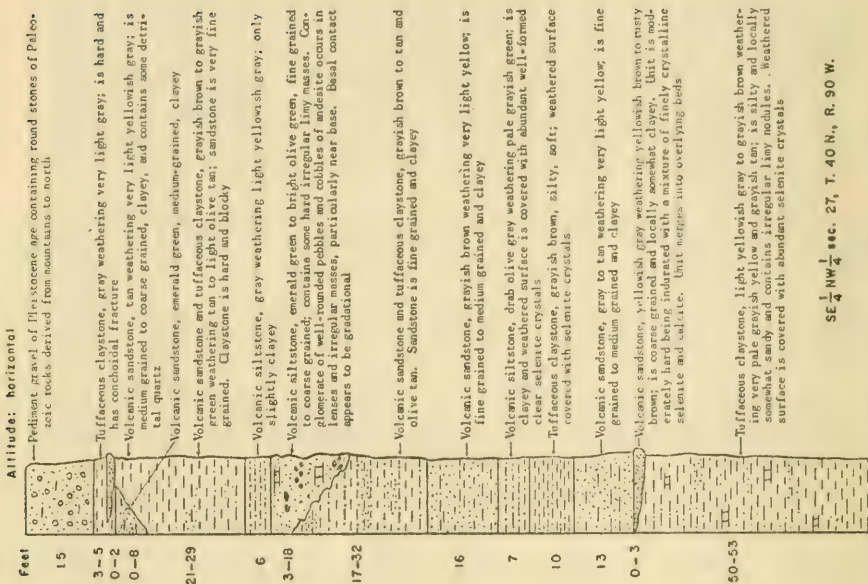 Altitude: horizontal
Feet
15
Pediment gravel of Pleistocene age containing round stones of Paleo-
zoic rocks derived from mountains to north
3-5
Tuffaceous claystone, gray weathering very light gray; is hard and
has conchoidal fracture
0-2
Volcanic sandstone, tan weathering very light yellowish gray; is
medium grained to coarse grained, clayey, and contains some detri-
tal quartz
0-8
Volcanic sandstone, emerald green, medium-grained, clayey
21-29
Volcanic sandstone and tuffaceous claystone, grayish brown to grayish
green weathering tan to light olive tan; sandstone is very fine
grained. Claystone is hard and blocky
6
Volcanic siltstone, gray weathering light yellowish gray; only
slightly clayey
3-18
Volcanic siltstone, emerald green to bright olive green, fine grained
to coarse grained; contains some hard irregular limy masses. Con-
glomerate of well-rounded pebbles and cobbles of andesite occurs in
lenses and irregular masses, particularly near base. Basal contact
appears to be gradational
17-32
Volcanic sandstone and tuffaceous claystone, grayish brown to tan and
olive tan. Sandstone is fine grained and clayey
16
Volcanic sandstone, grayish brown weathering very light yellow; is
fine grained to medium grained and clayey
7
Volcanic siltstone, drab olive gray weathering pale grayish green; is
clayey and weathered surface is covered with abundant well-formed
clear selenite crystals
10
Tuffaceous claystone, grayish brown, silty, soft; weathered surface
covered with selenite crystals
13
Volcanic sandstone, gray to tan weathering very light yellow; is fine
grained to medium grained and clayey
0-3
Volcanic sandstone, yellowish gray weathering yellowish brown to rusty
brown; is coarse grained and locally somewhat clayey. Unit is mod-
erately hard being indurated with a mixture of finely crystalline
selenite and calcite. Unit merges into overlying beds
50-53
Tuffaceous claystone, light yellowish gray to grayish brown weather-
ing very pale grayish yellow and grayish tan; is silty and locally
somewhat sandy and contains irregular limy nodules. Weathered
surface is covered with abundant selenite crystals
SE 1/4 NW 1/4 sec. 27, T. 40 N., R. 90 W.